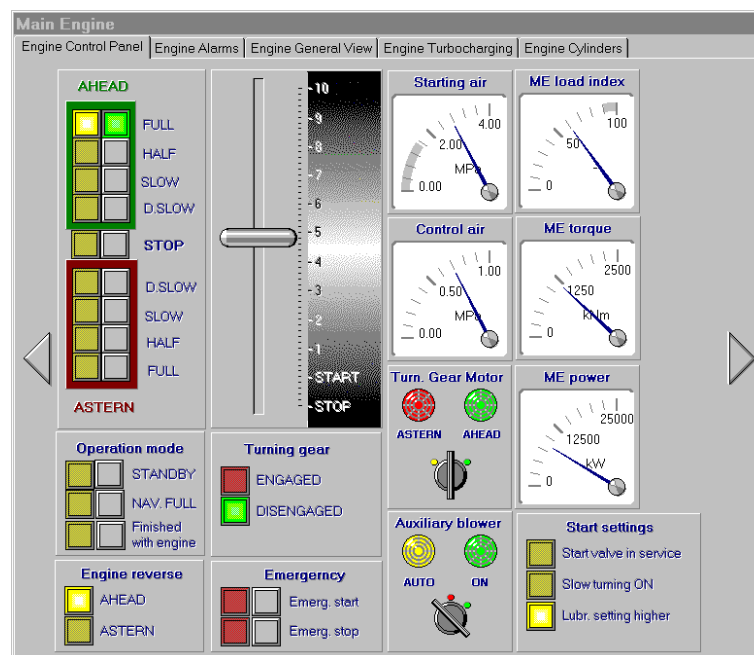 Main Engine
Engine Control Panel
Engine Alarms
Engine General View
Engine Turbocharging
Engine Cylinders
AHEAD
FULL
HALF
SLOW
D.SLOW
STOP
D.SLOW
SLOW
HALF
FULL
ASTERN
10
9
8
7
6
5
4
3
2
1
START
STOP
Starting air
4.00
2.00
MPa
0.00
ME load index
100
50
0
Control air
1.00
0.50
MPa
0.00
ME torque
2500
1250
kNm
0
Turn. Gear Motor
ASTERN
AHEAD
ME power
25000
12500
kW
0
Operation mode
STANDBY
NAV. FULL
Finished
with engine
Turning gear
ENGAGED
DISENGAGED
Auxiliary blower
AUTO
ON
Start settings
Start valve in service
Slow turning ON
Lubr. setting higher
Engine reverse
AHEAD
ASTERN
Emergerncy
Emerg. start
Emerg. stop